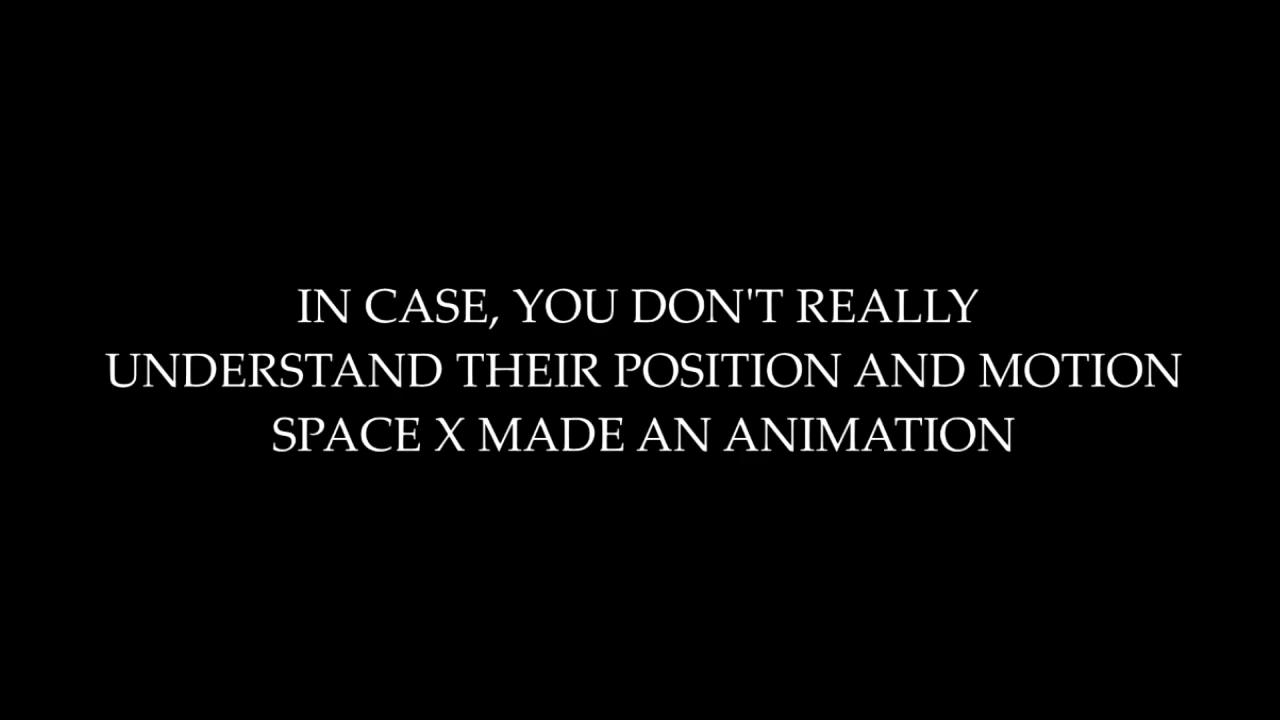 IN CASE, YOU DON'T REALLY
UNDERSTAND THEIR POSITION AND MOTION
SPACE X MADE AN ANIMATION